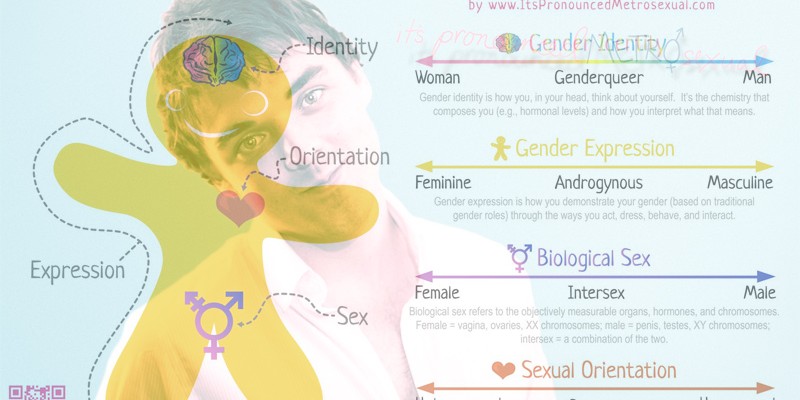 by www.ItsPronouncedMetrosexual.com
its pronounced METROsexual
Identity
Orientation
Expression
Sex
Gender Identity
Woman Genderqueer Man
Gender identity is how you, in your head, think about yourself. It's the chemistry that
composes you (e.g., hormonal levels) and how you interpret what that means.
Gender Expression
Feminine Androgynous Masculine
Gender expression is how you demonstrate your gender (based on traditional
gender roles) through the ways you act, dress, behave, and interact.
Biological Sex
Female Intersex Male
Biological sex refers to the objectively measurable organs, hormones, and chromosomes.
Female = vagina, ovaries, XX chromosomes; male = penis, testes, XY chromosomes;
intersex = a combination of the two.
Sexual Orientation